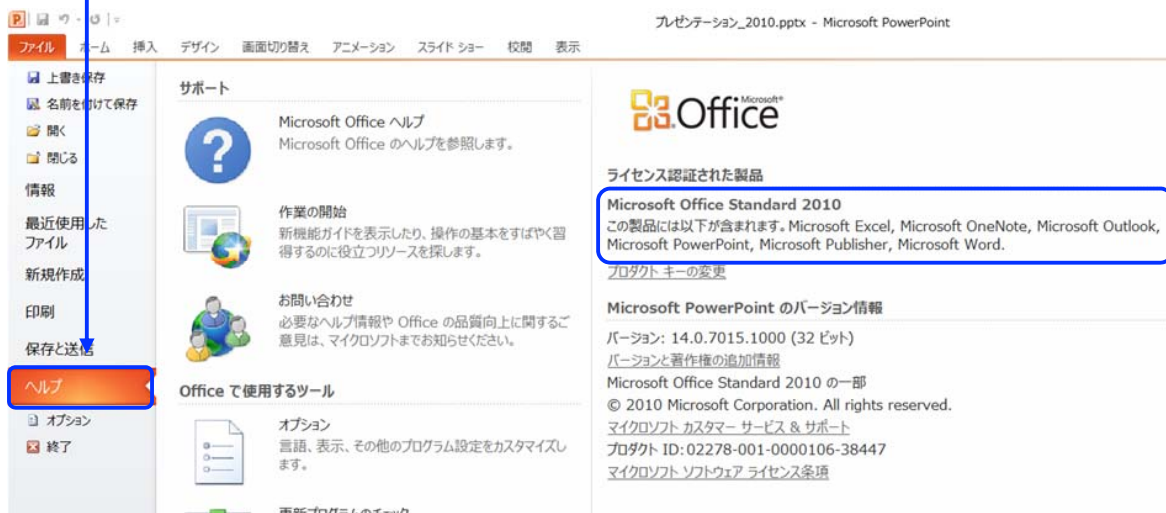 プレゼンテーション_2010.pptx - Microsoft PowerPoint
ファイル ホーム 挿入 デザイン 画面切り替え アニメーション スライド ショー 校閲 表示
上書き保存
名前を付けて保存
開く
閉じる
情報
最近使用した
ファイル
新規作成
印刷
保存と送信
ヘルプ
オプション
終了
サポート
Microsoft Office ヘルプ
Microsoft Office のヘルプを参照します。
作業の開始
新機能ガイドを表示したり、操作の基本をすばやく習
得するのに役立つリソースを探します。
お問い合わせ
必要なヘルプ情報や Office の品質向上に関するご
意見は、マイクロソフトまでお知らせください。
Office で使用するツール
オプション
言語、表示、その他のプログラム設定をカスタマイズし
ます。
更新プログラムのチェック
Microsoft Office
ライセンス認証された製品
Microsoft Office Standard 2010
この製品には以下が含まれます。Microsoft Excel, Microsoft OneNote, Microsoft Outlook,
Microsoft PowerPoint, Microsoft Publisher, Microsoft Word.
プロダクト キーの変更
Microsoft PowerPoint のバージョン情報
バージョン: 14.0.7015.1000 (32 ビット)
バージョンと著作権の追加情報
Microsoft Office Standard 2010 の一部
© 2010 Microsoft Corporation. All rights reserved.
マイクロソフト カスタマー サービス & サポート
プロダクト ID: 02278-001-0000106-38447
マイクロソフト ソフトウェア ライセンス条項